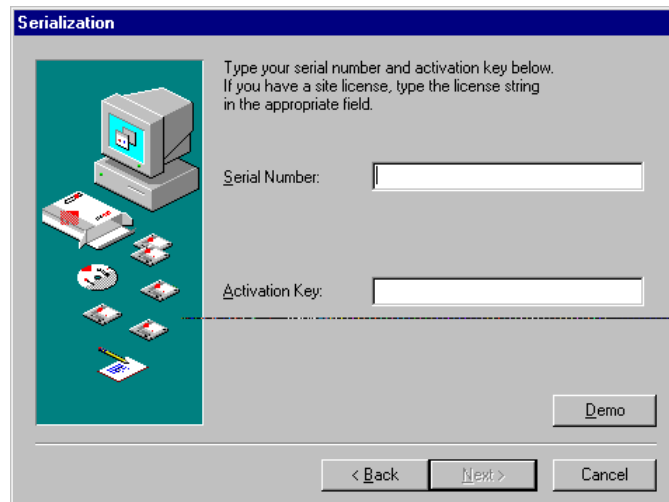 Serialization
Type your serial number and activation key below.
If you have a site license, type the license string
in the appropriate field.
Serial Number:
Activation Key:
Demo
< Back
Next >
Cancel